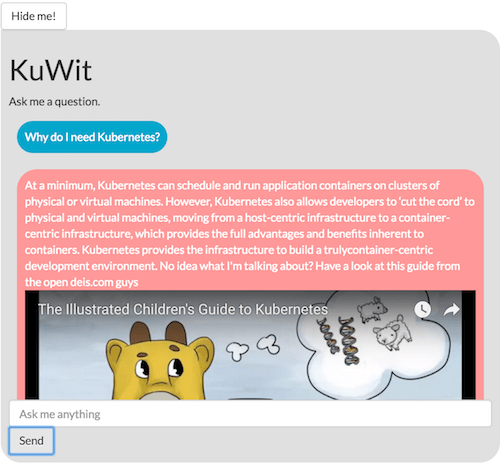 Hide me!
KuWit
Ask me a question.
Why do I need Kubernetes?
At a minimum, Kubernetes can schedule and run application containers on clusters of
physical or virtual machines. However, Kubernetes also allows developers to 'cut the cord' to
physical and virtual machines, moving from a host-centric infrastructure to a container-
centric infrastructure, which provides the full advantages and benefits inherent to
containers. Kubernetes provides the infrastructure to build a trulycontainer-centric
development environment. No idea what I'm talking about? Have a look at this guide from
the open deis.com guys
The Illustrated Children's Guide to Kubernetes
Ask me anything
Send